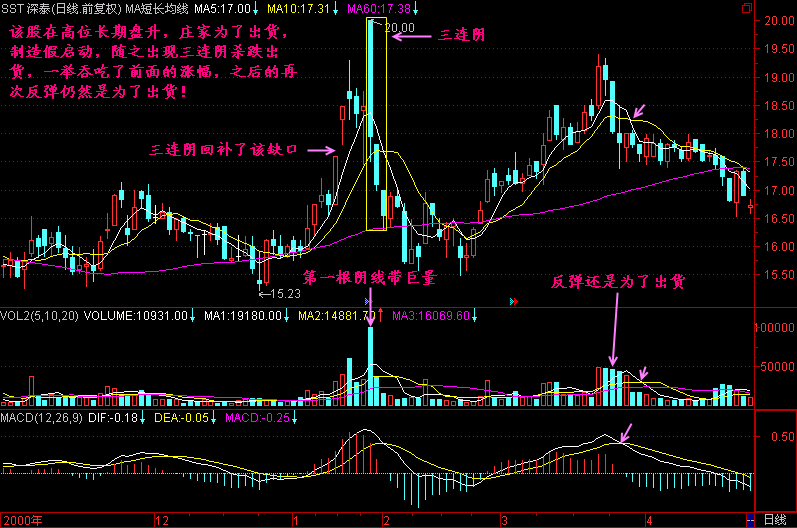 SST 深泰(日线.前复权) MA短长均线 MA5:17.00↓ MA10:17.31↓ MA60:17.38↓
该股在高位长期盘升，庄家为了出货，
制造假启动，随之出现三连阴杀跌出
货，一举吞吃了前面的涨幅，之后的再
次反弹仍然是为了出货！
20.00
三连阴
三连阴回补了该缺口
15.23
第一根阴线带巨量
反弹还是为了出货
20.00
19.50
19.00
18.50
18.00
17.50
17.00
16.50
16.00
15.50
VOL2(5,10,20) VOLUME:10931.00↓ MA1:19180.00↓ MA2:14881.70↑ MA3:16069.60↓
100000
50000
MACD(12,26,9) DIF:-0.18↓ DEA:-0.05↓ MACD:-0.25↓
0.50
0.00
2000年 12 1 2 3 4 日线